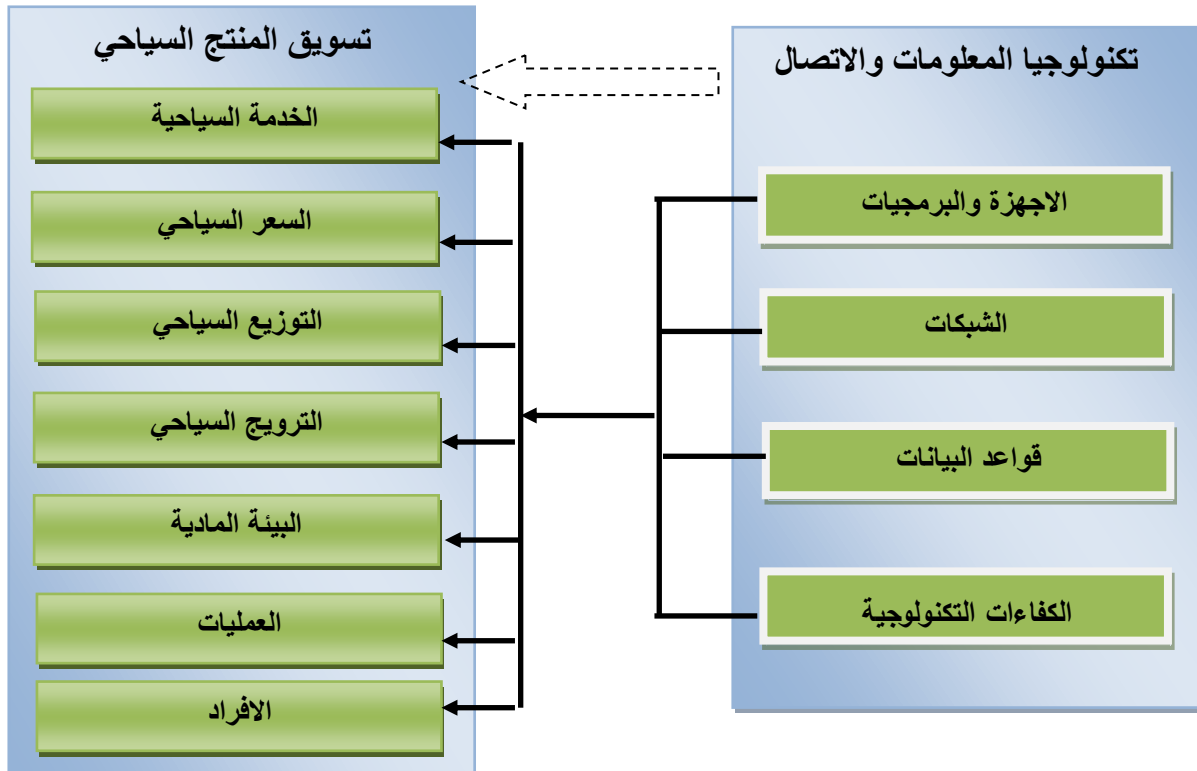 تكنولوجيا المعلومات والاتصال
الاجهزة والبرمجيات
الشبكات
قواعد البيانات
الكفاءات التكنولوجية
تسويق المنتج السياحي
الخدمة السياحية
السعر السياحي
التوزيع السياحي
الترويج السياحي
البيئة المادية
العمليات
الافراد